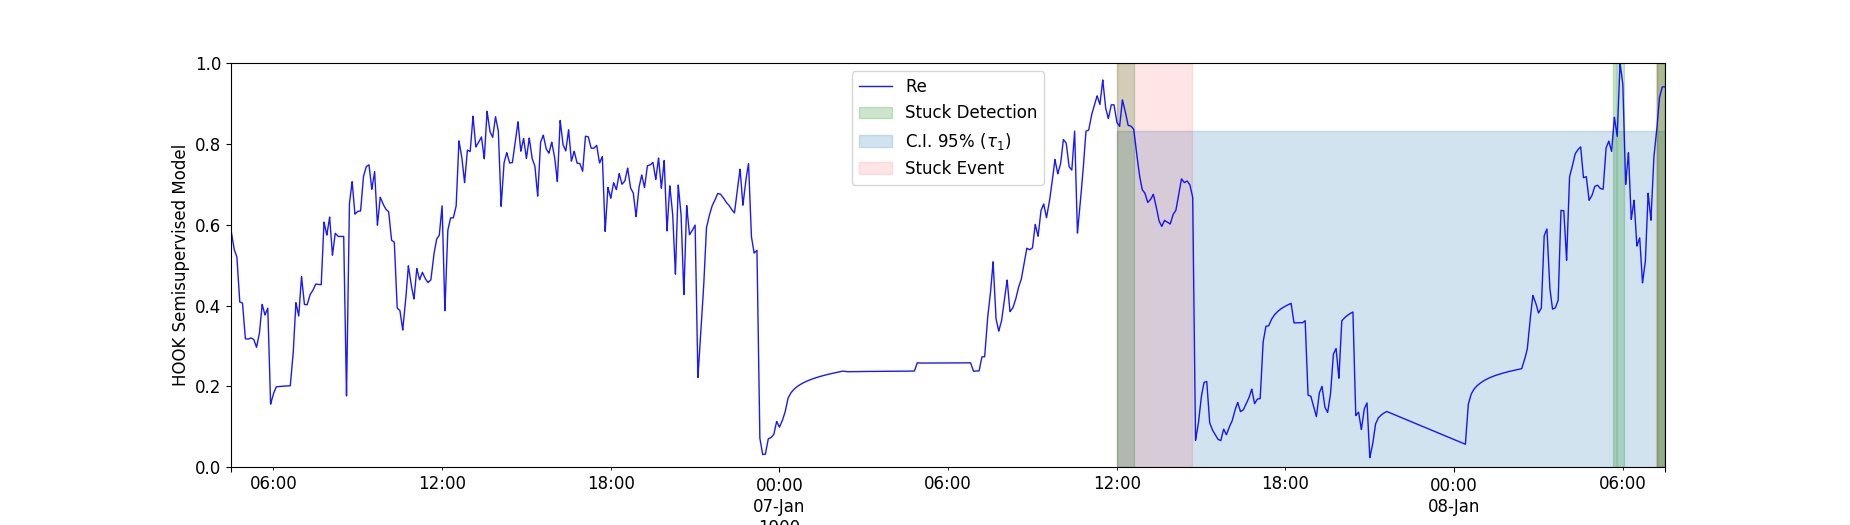 HOOK Semisupervised Model
1.0
0.8
0.6
0.4
0.2
0.0
Re
Stuck Detection
C.I. 95% (τ₁)
Stuck Event
06:00 12:00 18:00 00:00 06:00 12:00 18:00 00:00 06:00
07-Jan 08-Jan
1900